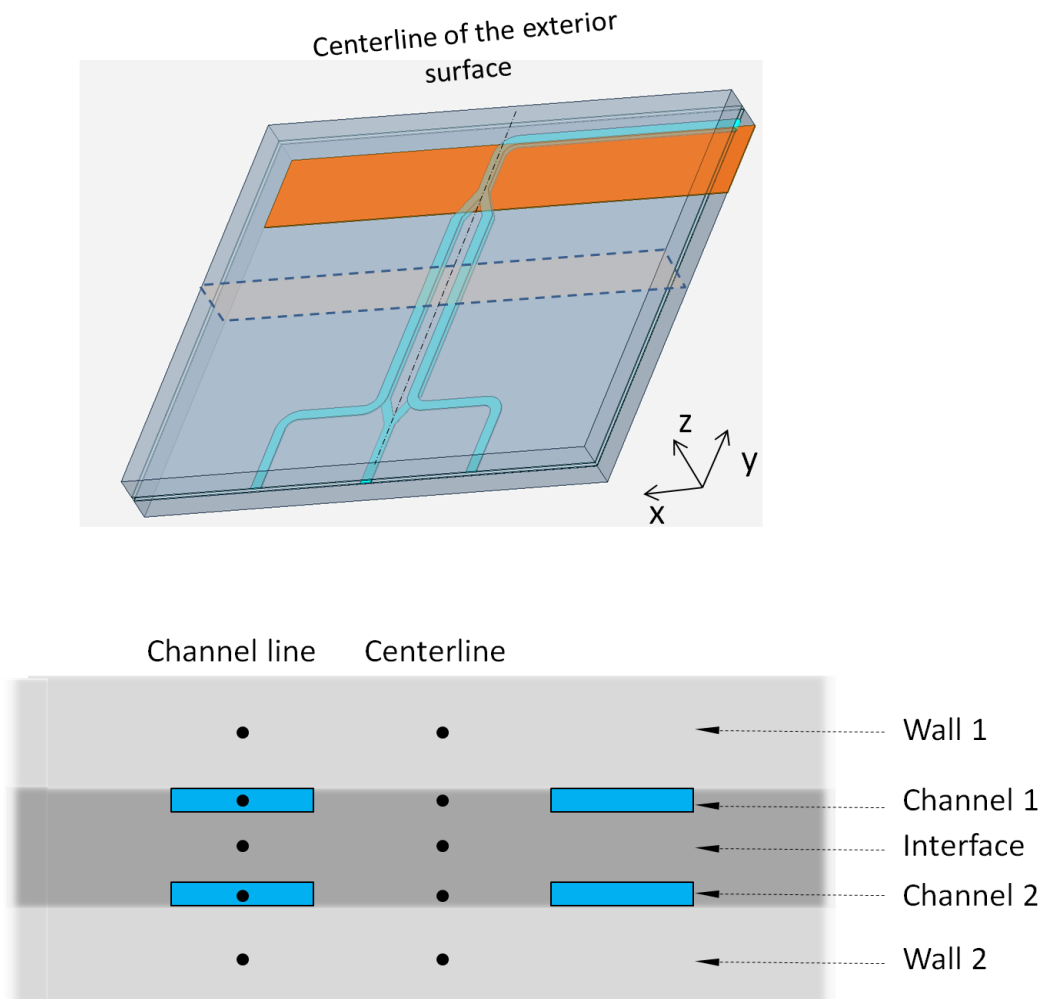 Centerline of the exterior
surface
z
y
x
Channel line
Centerline
Wall 1
Channel 1
Interface
Channel 2
Wall 2